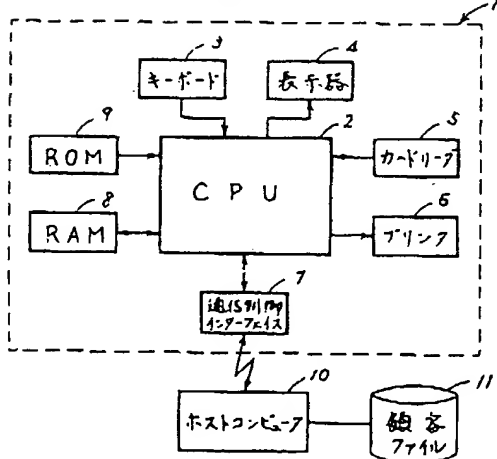 1
3
4
キーボード
表示器
9
2
5
ROM
CPU
カードリーダ
8
6
RAM
プリンタ
7
通信制御
インターフェイス
10
11
ホストコンピュータ
顧客
ファイル